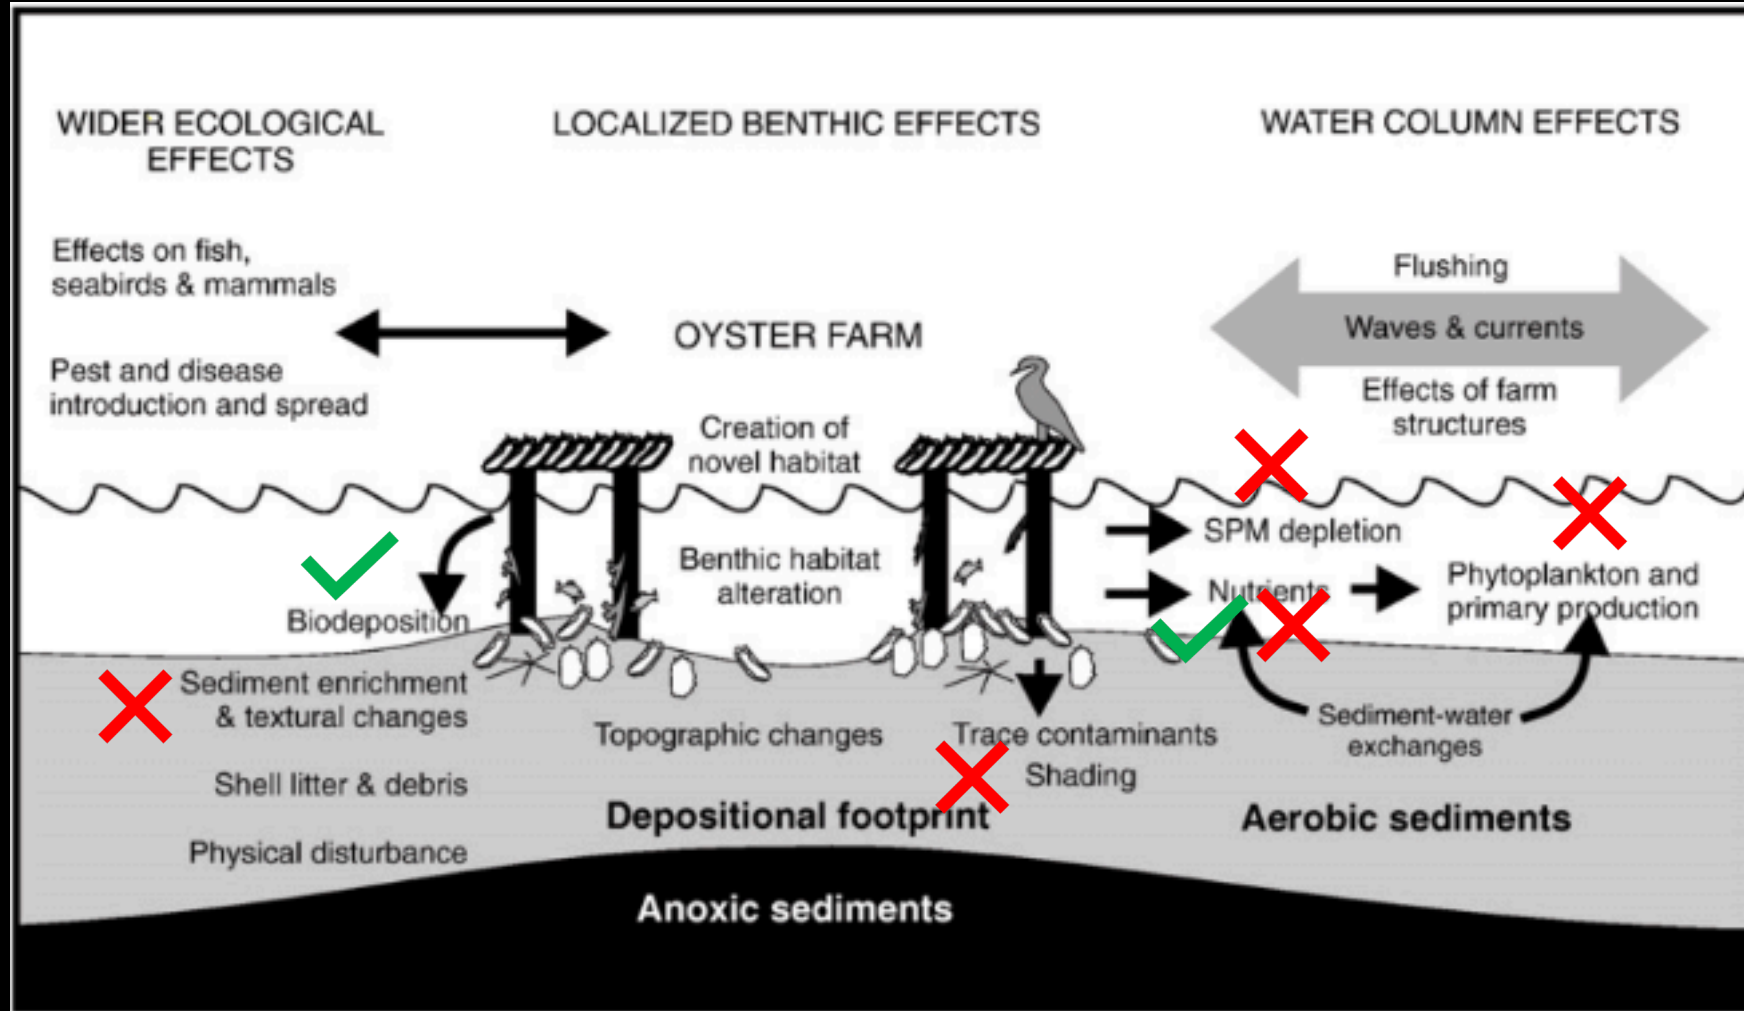 WIDER ECOLOGICAL
EFFECTS
LOCALIZED BENTHIC EFFECTS
WATER COLUMN EFFECTS
Effects on fish,
seabirds & mammals
Pest and disease
introduction and spread
OYSTER FARM
Creation of
novel habitat
Flushing
Waves & currents
Effects of farm
structures
Biodeposition
Benthic habitat
alteration
SPM depletion
Nutrients
Phytoplankton and
primary production
Sediment enrichment
& textural changes
Shell litter & debris
Physical disturbance
Topographic changes
Trace contaminants
Shading
Sediment-water
exchanges
Depositional footprint
Aerobic sediments
Anoxic sediments